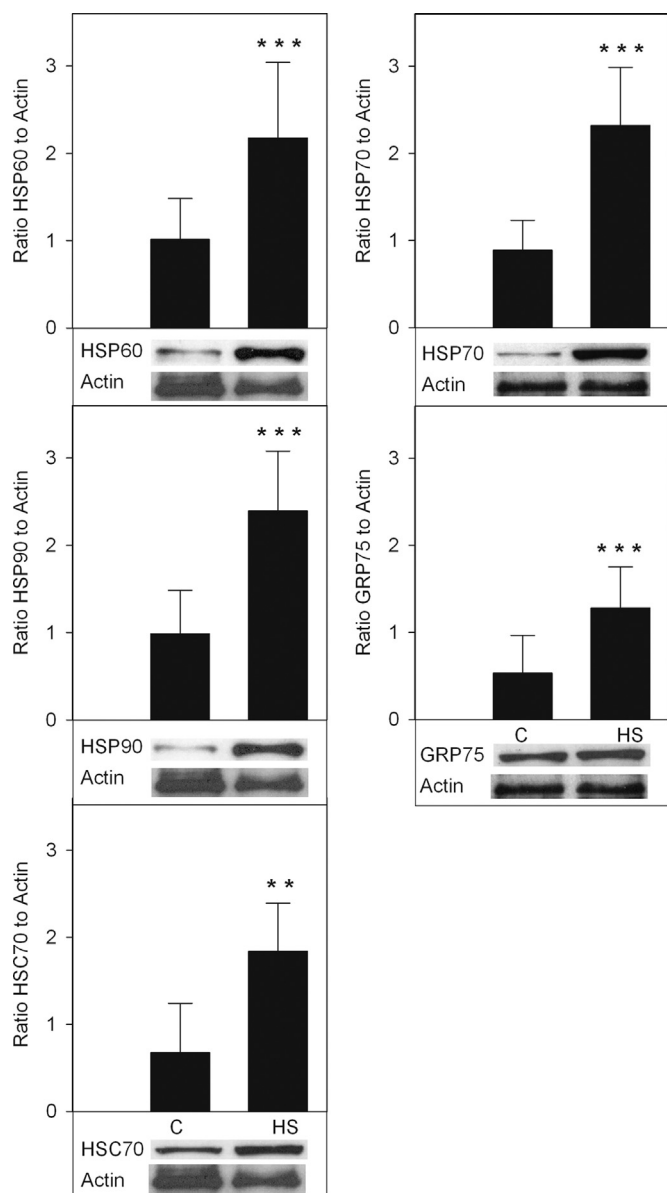 Ratio HSP60 to Actin
3
2
1
0
* * *
HSP60
Actin
Ratio HSP70 to Actin
3
2
1
0
* * *
HSP70
Actin
Ratio HSP90 to Actin
3
2
1
0
* * *
HSP90
Actin
Ratio GRP75 to Actin
3
2
1
0
* * *
C HS
GRP75
Actin
Ratio HSC70 to Actin
3
2
1
0
* *
C HS
HSC70
Actin